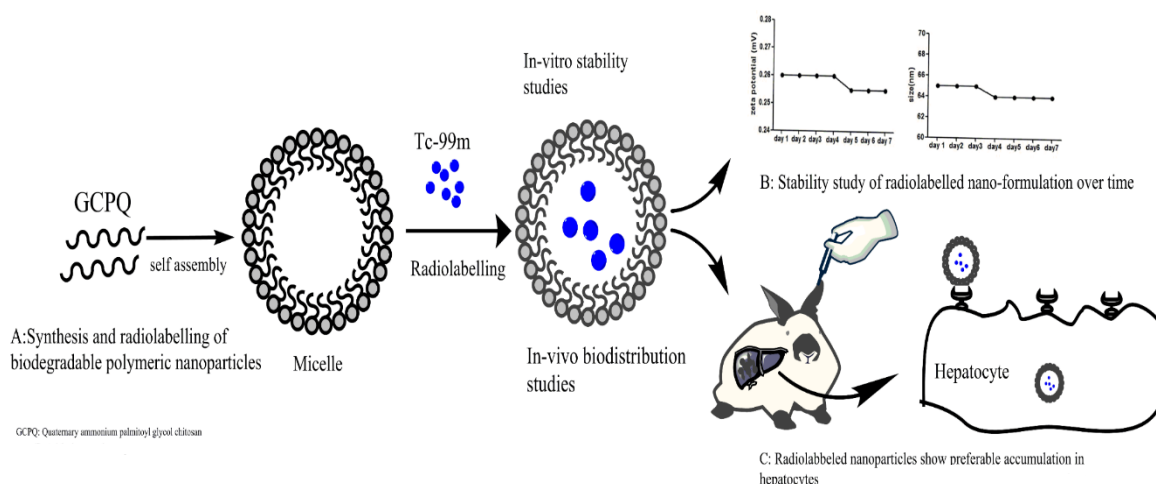 GCPQ
self assembly
A:Synthesis and radiolabelling of
biodegradable polymeric nanoparticles
GCPQ: Quaternary ammonium palmitoyl glycol chitosan
Micelle
Tc-99m
Radiolabelling
In-vitro stability
studies
In-vivo biodistribution
studies
zeta potential (mV)
0.28
0.27
0.26
0.25
0.24
day 1 day 2 day3 day4 day 5 day 6 day7
size(nm)
70
68
66
64
62
60
day 1 day 2 day3 day4 day5 day6 day7
B: Stability study of radiolabelled nano-formulation over time
Hepatocyte
C: Radiolabbeled nanoparticles show preferable accumulation in
hepatocytes